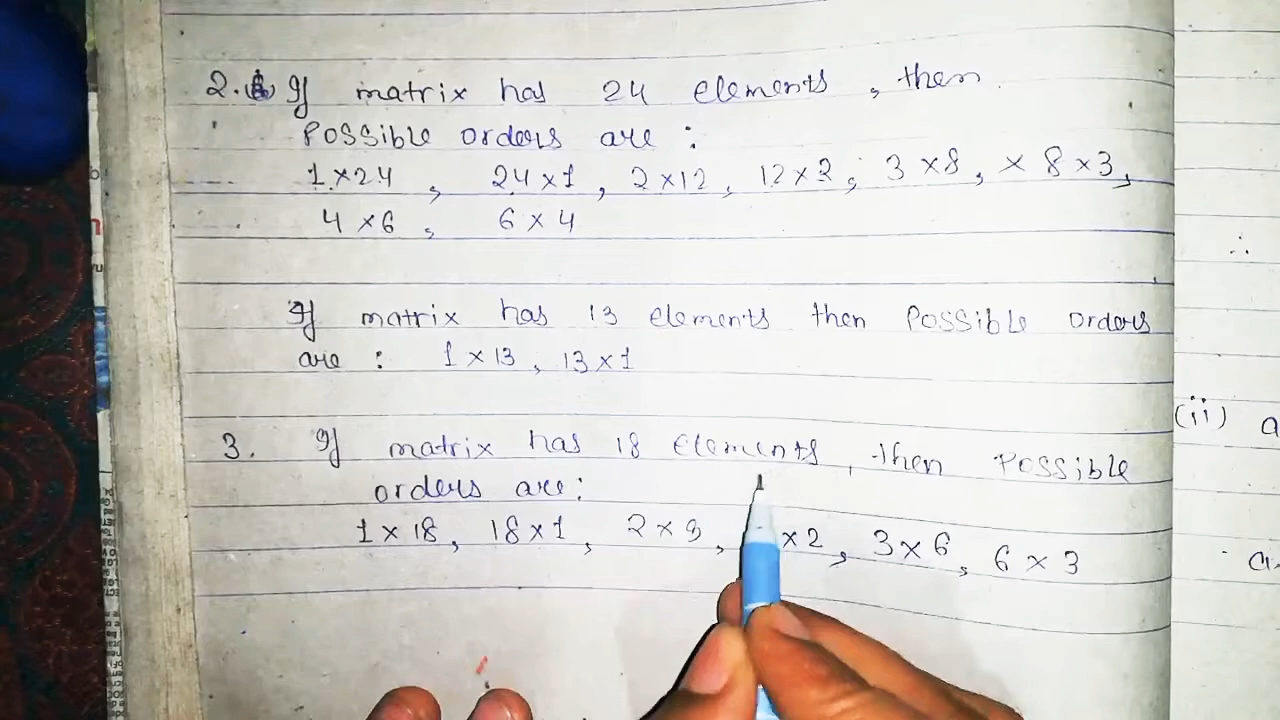 2. If matrix has 24 elements, then
possible orders are :
1 × 24, 24 × 1, 2 × 12, 12 × 2, 3 × 8, × 8 × 3,
4 × 6, 6 × 4
If matrix has 13 elements then possible orders
are : 1 × 13, 13 × 1
3. If matrix has 18 elements, then possible
orders are:
1 × 18, 18 × 1, 2 × 9, × 2, 3 × 6, 6 × 3
∴
(ii) a